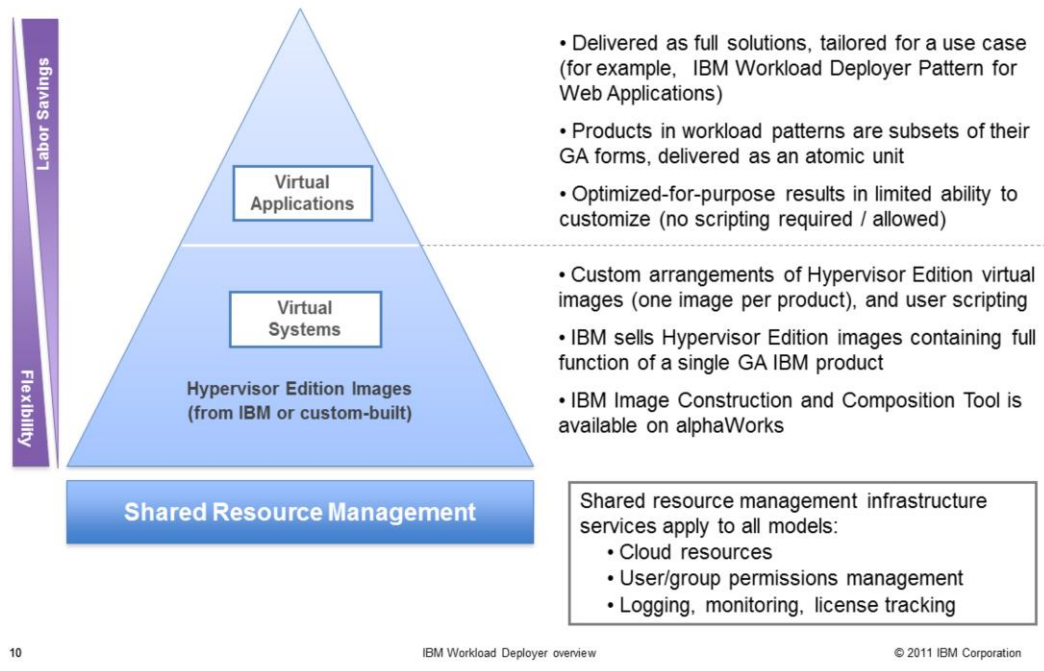 Labor Savings
Flexibility
Virtual
Applications
Virtual
Systems
Hypervisor Edition Images
(from IBM or custom-built)
Shared Resource Management
• Delivered as full solutions, tailored for a use case
(for example, IBM Workload Deployer Pattern for
Web Applications)
• Products in workload patterns are subsets of their
GA forms, delivered as an atomic unit
• Optimized-for-purpose results in limited ability to
customize (no scripting required / allowed)
• Custom arrangements of Hypervisor Edition virtual
images (one image per product), and user scripting
• IBM sells Hypervisor Edition images containing full
function of a single GA IBM product
• IBM Image Construction and Composition Tool is
available on alphaWorks
Shared resource management infrastructure
services apply to all models:
• Cloud resources
• User/group permissions management
• Logging, monitoring, license tracking
10
IBM Workload Deployer overview
© 2011 IBM Corporation